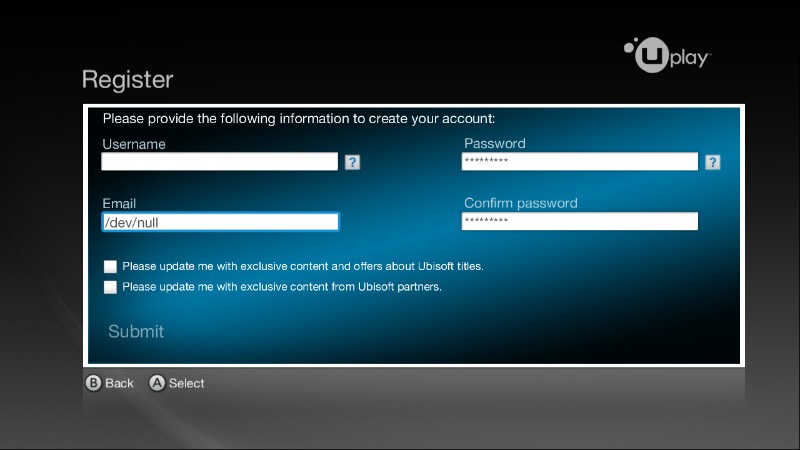 Uplay
Register
Please provide the following information to create your account:
Username
Password
?
*********
?
Email
Confirm password
/dev/null
*********
Please update me with exclusive content and offers about Ubisoft titles.
Please update me with exclusive content from Ubisoft partners.
Submit
B Back A Select